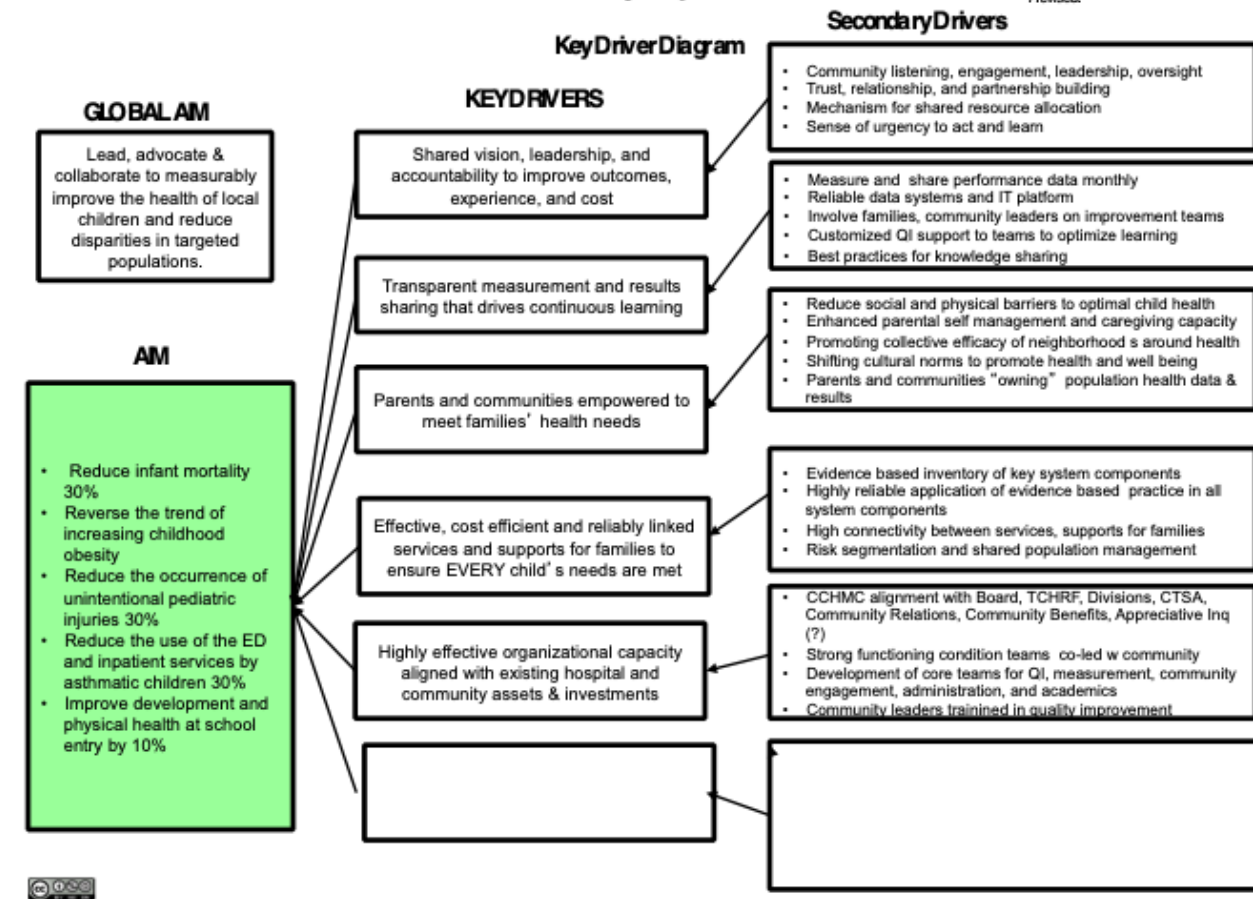 Secondary Drivers
Key Driver Diagram
GLOBAL AIM
KEY DRIVERS
Lead, advocate &
collaborate to measurably
improve the health of local
children and reduce
disparities in targeted
populations.
AIM
• Reduce infant mortality
30%
• Reverse the trend of
increasing childhood
obesity
• Reduce the occurrence of
unintentional pediatric
injuries 30%
• Reduce the use of the ED
and inpatient services by
asthmatic children 30%
• Improve development and
physical health at school
entry by 10%
Shared vision, leadership, and
accountability to improve outcomes,
experience, and cost
Transparent measurement and results
sharing that drives continuous learning
Parents and communities empowered to
meet families’ health needs
Effective, cost efficient and reliably linked
services and supports for families to
ensure EVERY child’s needs are met
Highly effective organizational capacity
aligned with existing hospital and
community assets & investments
• Community listening, engagement, leadership, oversight
• Trust, relationship, and partnership building
• Mechanism for shared resource allocation
• Sense of urgency to act and learn
• Measure and share performance data monthly
• Reliable data systems and IT platform
• Involve families, community leaders on improvement teams
• Customized QI support to teams to optimize learning
• Best practices for knowledge sharing
• Reduce social and physical barriers to optimal child health
• Enhanced parental self management and caregiving capacity
• Promoting collective efficacy of neighborhood s around health
• Shifting cultural norms to promote health and well being
• Parents and communities “owning” population health data &
results
• Evidence based inventory of key system components
• Highly reliable application of evidence based practice in all
system components
• High connectivity between services, supports for families
• Risk segmentation and shared population management
• CCHMC alignment with Board, TCHRF, Divisions, CTSA,
Community Relations, Community Benefits, Appreciative Inq
(?)
• Strong functioning condition teams co-led w community
• Development of core teams for QI, measurement, community
engagement, administration, and academics
• Community leaders trainined in quality improvement
cc